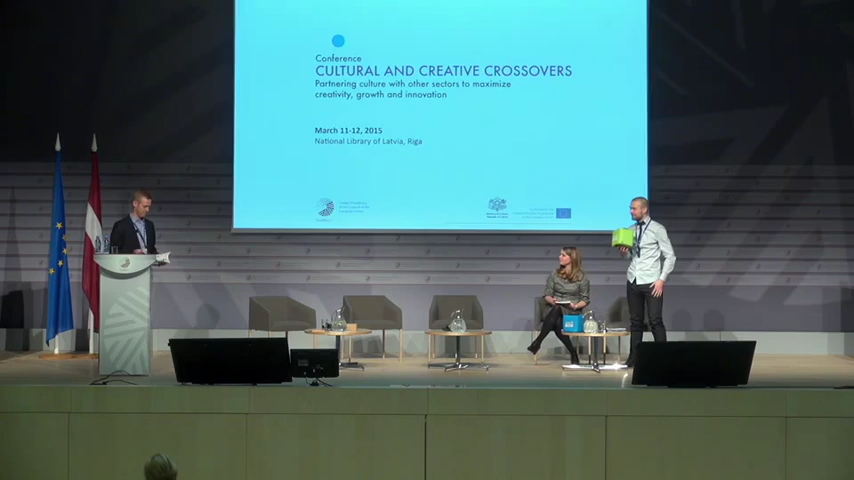 Conference
CULTURAL AND CREATIVE CROSSOVERS
Partnering culture with other sectors to maximize
creativity, growth and innovation
March 11-12, 2015
National Library of Latvia, Riga